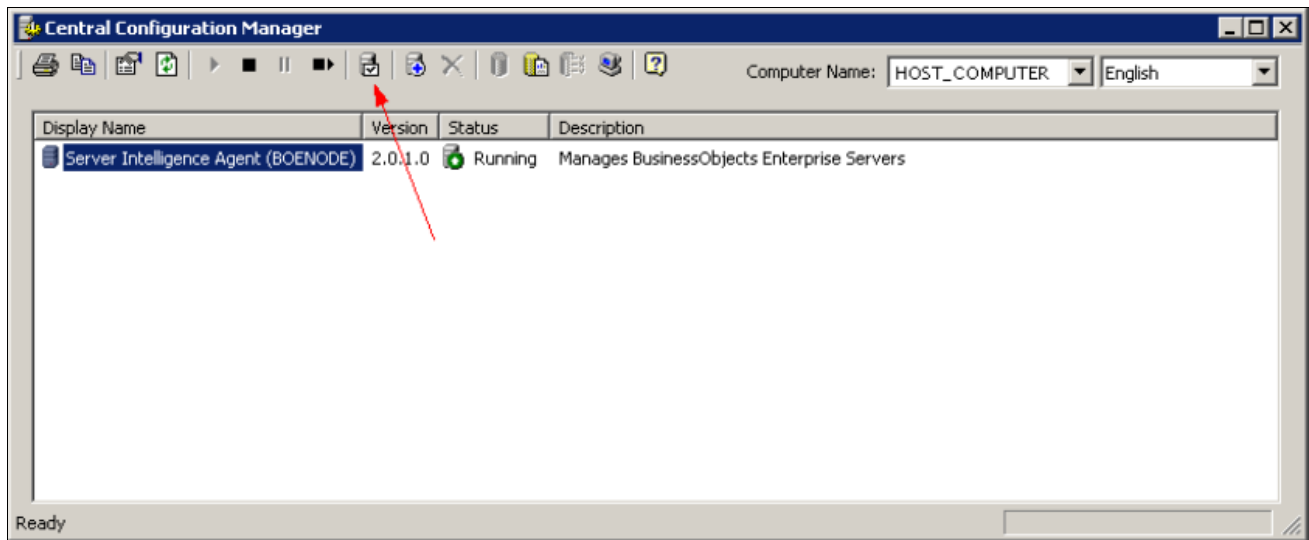 Central Configuration Manager
Computer Name: HOST_COMPUTER English
Display Name Version Status Description
Server Intelligence Agent (BOENODE) 2.0.1.0 Running Manages BusinessObjects Enterprise Servers
Ready